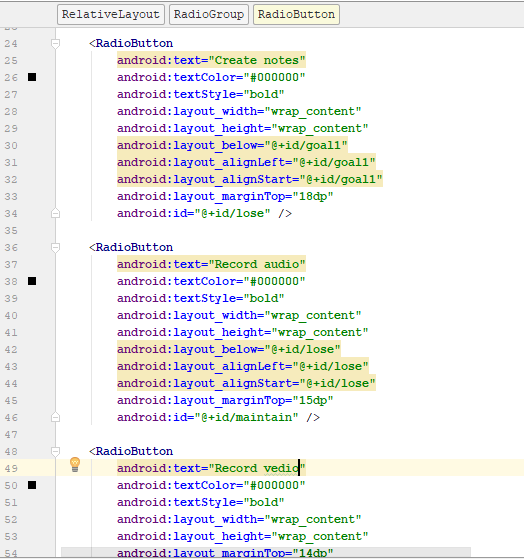 RelativeLayout RadioGroup RadioButton
24 <RadioButton
25 android:text="Create notes"
26 android:textColor="#000000"
27 android:textStyle="bold"
28 android:layout_width="wrap_content"
29 android:layout_height="wrap_content"
30 android:layout_below="@+id/goal1"
31 android:layout_alignLeft="@+id/goal1"
32 android:layout_alignStart="@+id/goal1"
33 android:layout_marginTop="18dp"
34 android:id="@+id/lose" />
35
36 <RadioButton
37 android:text="Record audio"
38 android:textColor="#000000"
39 android:textStyle="bold"
40 android:layout_width="wrap_content"
41 android:layout_height="wrap_content"
42 android:layout_below="@+id/lose"
43 android:layout_alignLeft="@+id/lose"
44 android:layout_alignStart="@+id/lose"
45 android:layout_marginTop="15dp"
46 android:id="@+id/maintain" />
47
48 <RadioButton
49 android:text="Record vedio"
50 android:textColor="#000000"
51 android:textStyle="bold"
52 android:layout_width="wrap_content"
53 android:layout_height="wrap_content"
54 android:layout_marginTop="14dp"